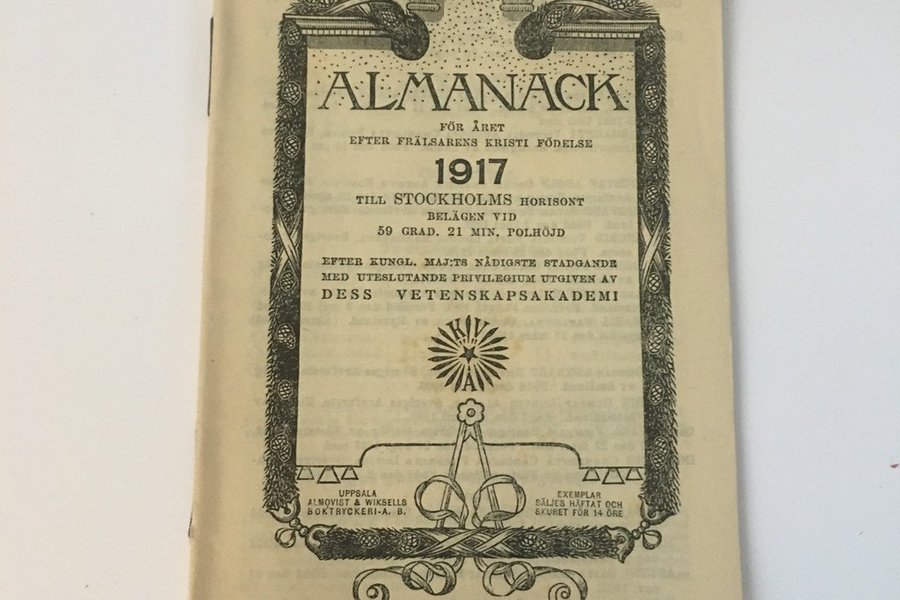 ALMANACK
FÖR ÅRET
EFTER FRÄLSARENS KRISTI FÖDELSE
1917
TILL STOCKHOLMS HORISONT
BELÄGEN VID
59 GRAD. 21 MIN. POLHÖJD
EFTER KUNGL. MAJ:TS NÅDIGSTE STADGANDE
MED UTESLUTANDE PRIVILEGIUM UTGIVEN AV
DESS VETENSKAPSAKADEMI
K V
A
UPPSALA
ALMQVIST & WIKSELLS
BOKTRYCKERI-A. B.
EXEMPLAR
SÄLJES HÄFTAT OCH
SKURET FÖR 14 ÖRE